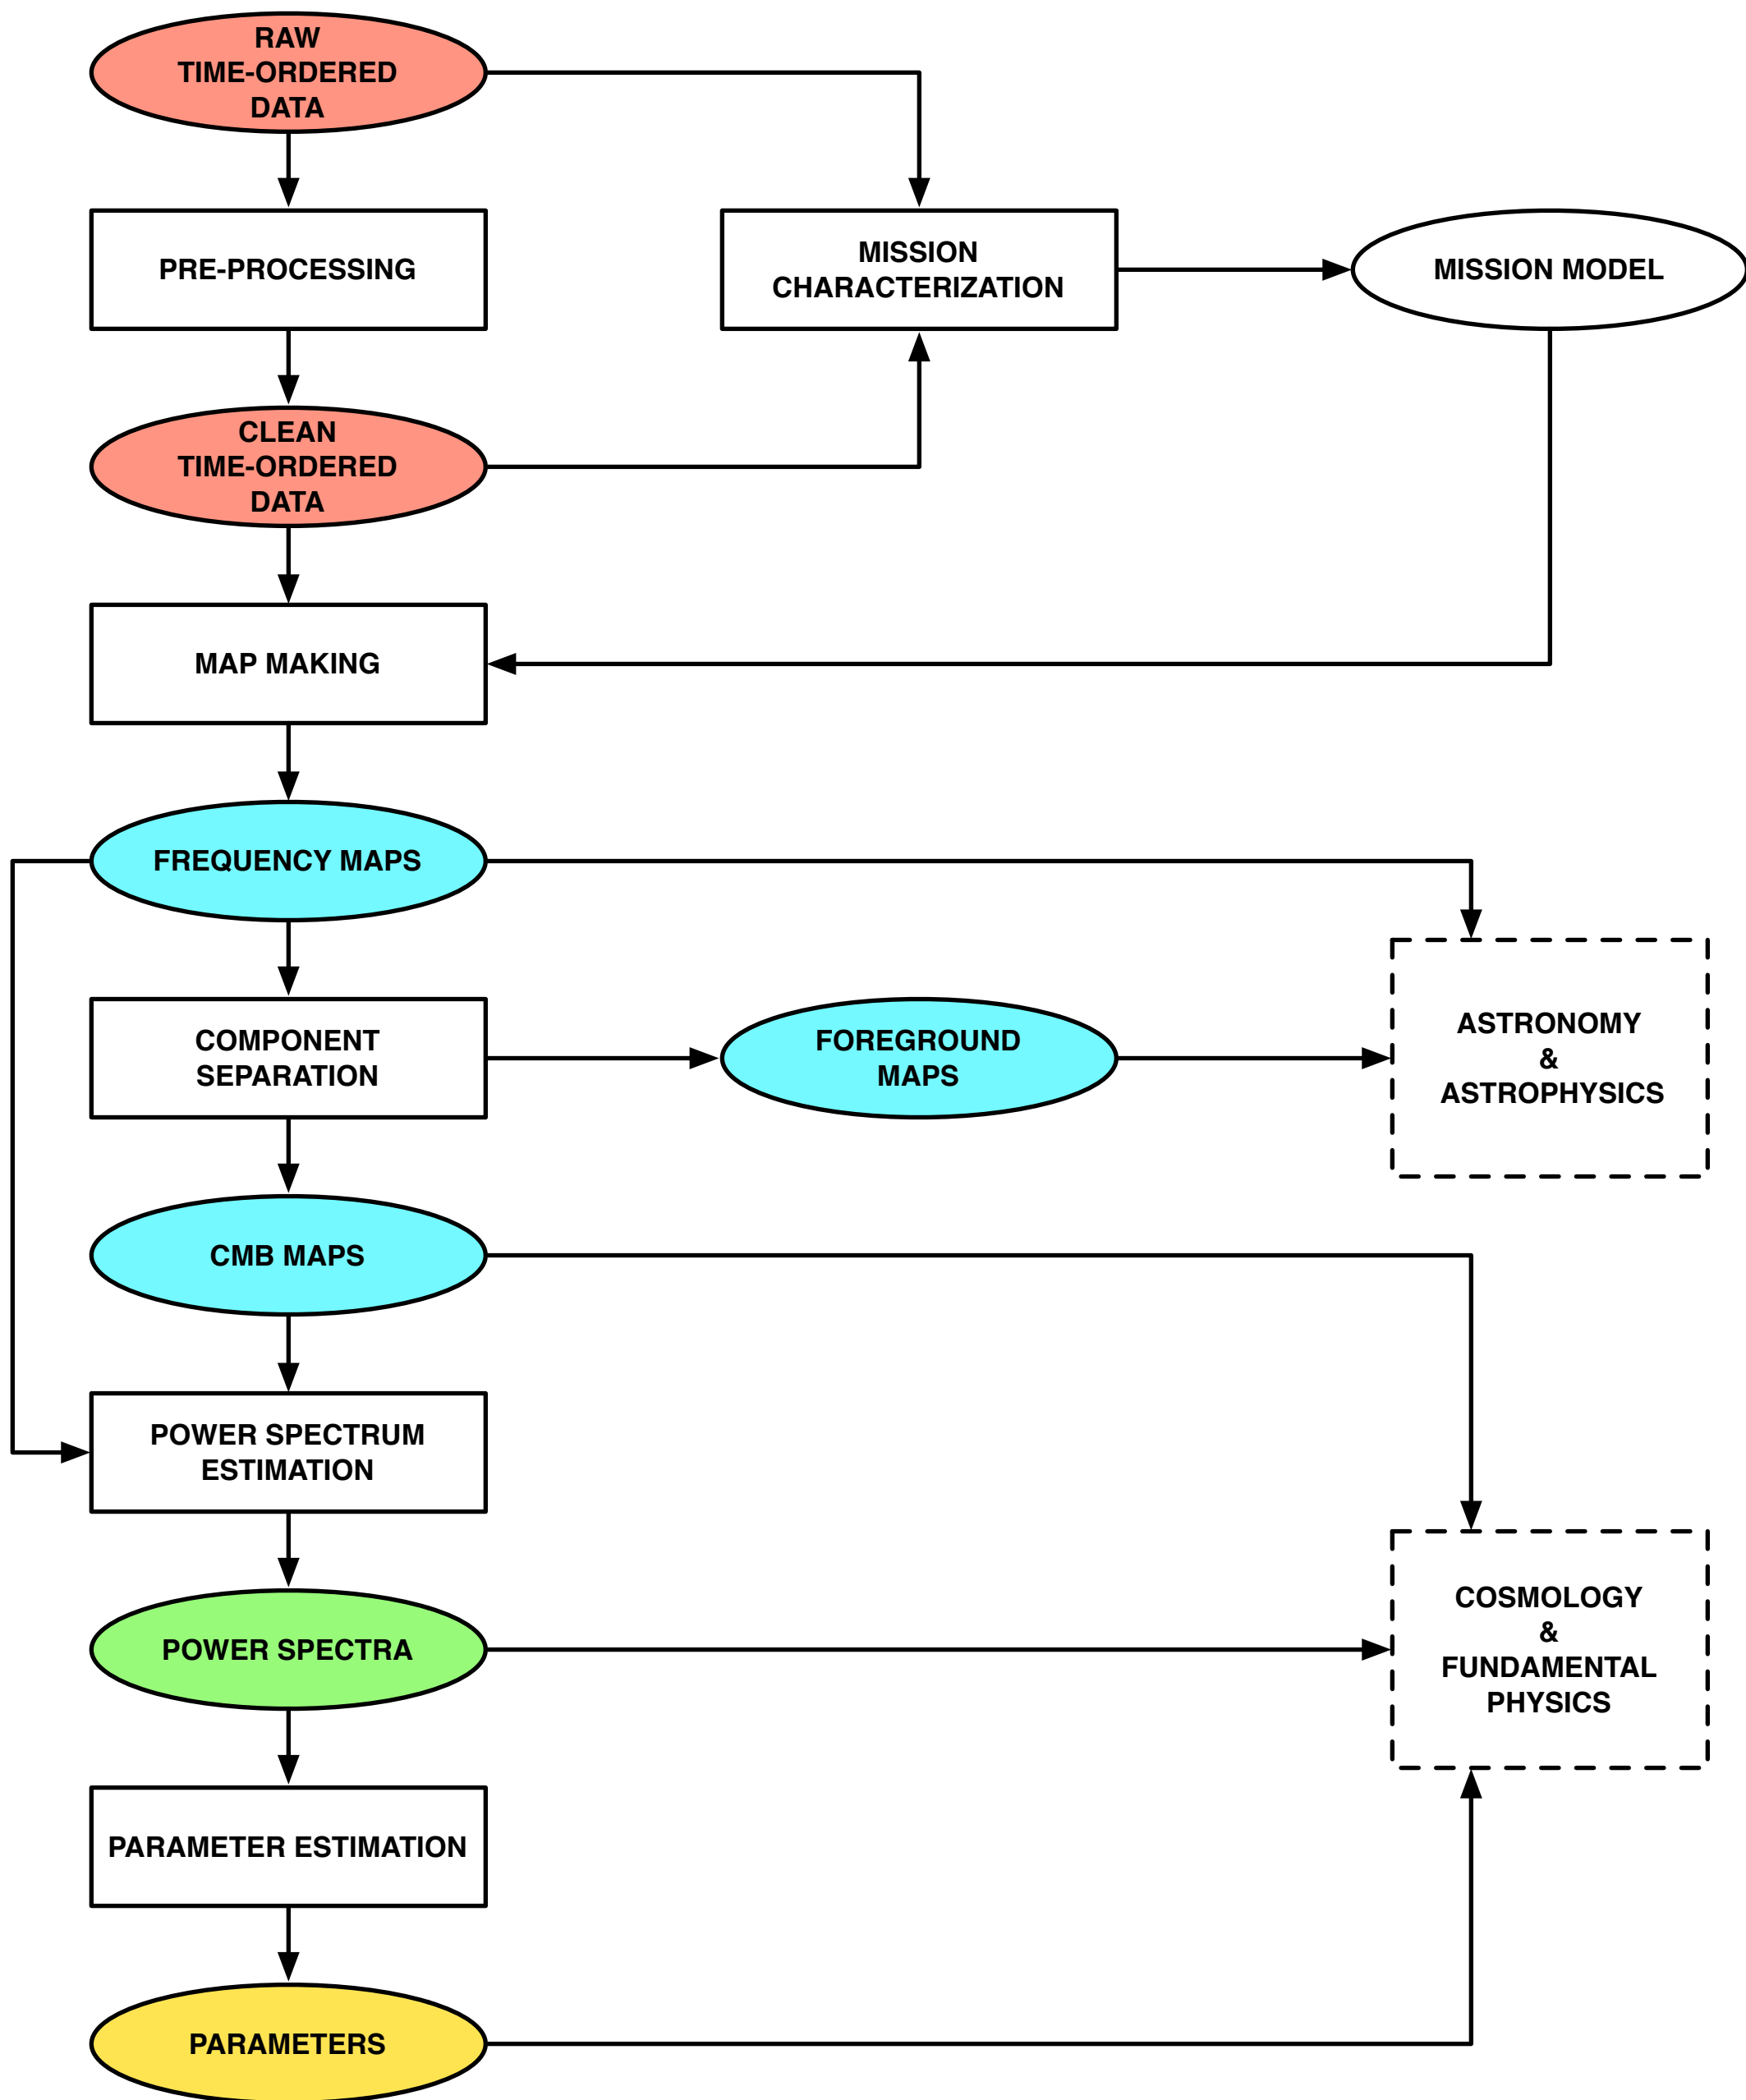 RAW
TIME-ORDERED
DATA
PRE-PROCESSING
MISSION
CHARACTERIZATION
MISSION MODEL
CLEAN
TIME-ORDERED
DATA
MAP MAKING
FREQUENCY MAPS
COMPONENT
SEPARATION
FOREGROUND
MAPS
ASTRONOMY
&
ASTROPHYSICS
CMB MAPS
POWER SPECTRUM
ESTIMATION
POWER SPECTRA
COSMOLOGY
&
FUNDAMENTAL
PHYSICS
PARAMETER ESTIMATION
PARAMETERS